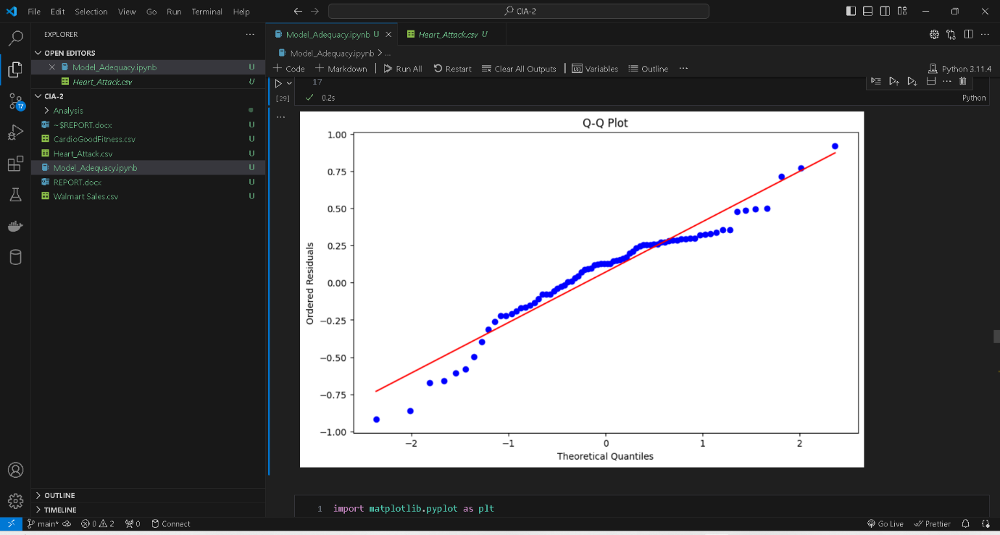 File Edit Selection View Go Run Terminal Help
CIA-2
EXPLORER
OPEN EDITORS
Model_Adequacy.ipynb U
Heart_Attack.csv U
CIA-2
Analysis
~$REPORT.docx U
CardioGoodFitness.csv U
Heart_Attack.csv U
Model_Adequacy.ipynb U
REPORT.docx U
Walmart Sales.csv U
OUTLINE
TIMELINE
17
Model_Adequacy.ipynb U
Heart_Attack.csv U
Model_Adequacy.ipynb > ...
Code
Markdown
Run All
Restart
Clear All Outputs
Variables
Outline
...
Python 3.11.4
17
[29]
0.2s
Python
...
Q-Q Plot
1.00
0.75
0.50
0.25
0.00
−0.25
−0.50
−0.75
−1.00
Ordered Residuals
−2
−1
0
1
2
Theoretical Quantiles
1 import matplotlib.pyplot as plt
main* 0 2 0 Connect
Go Live Prettier